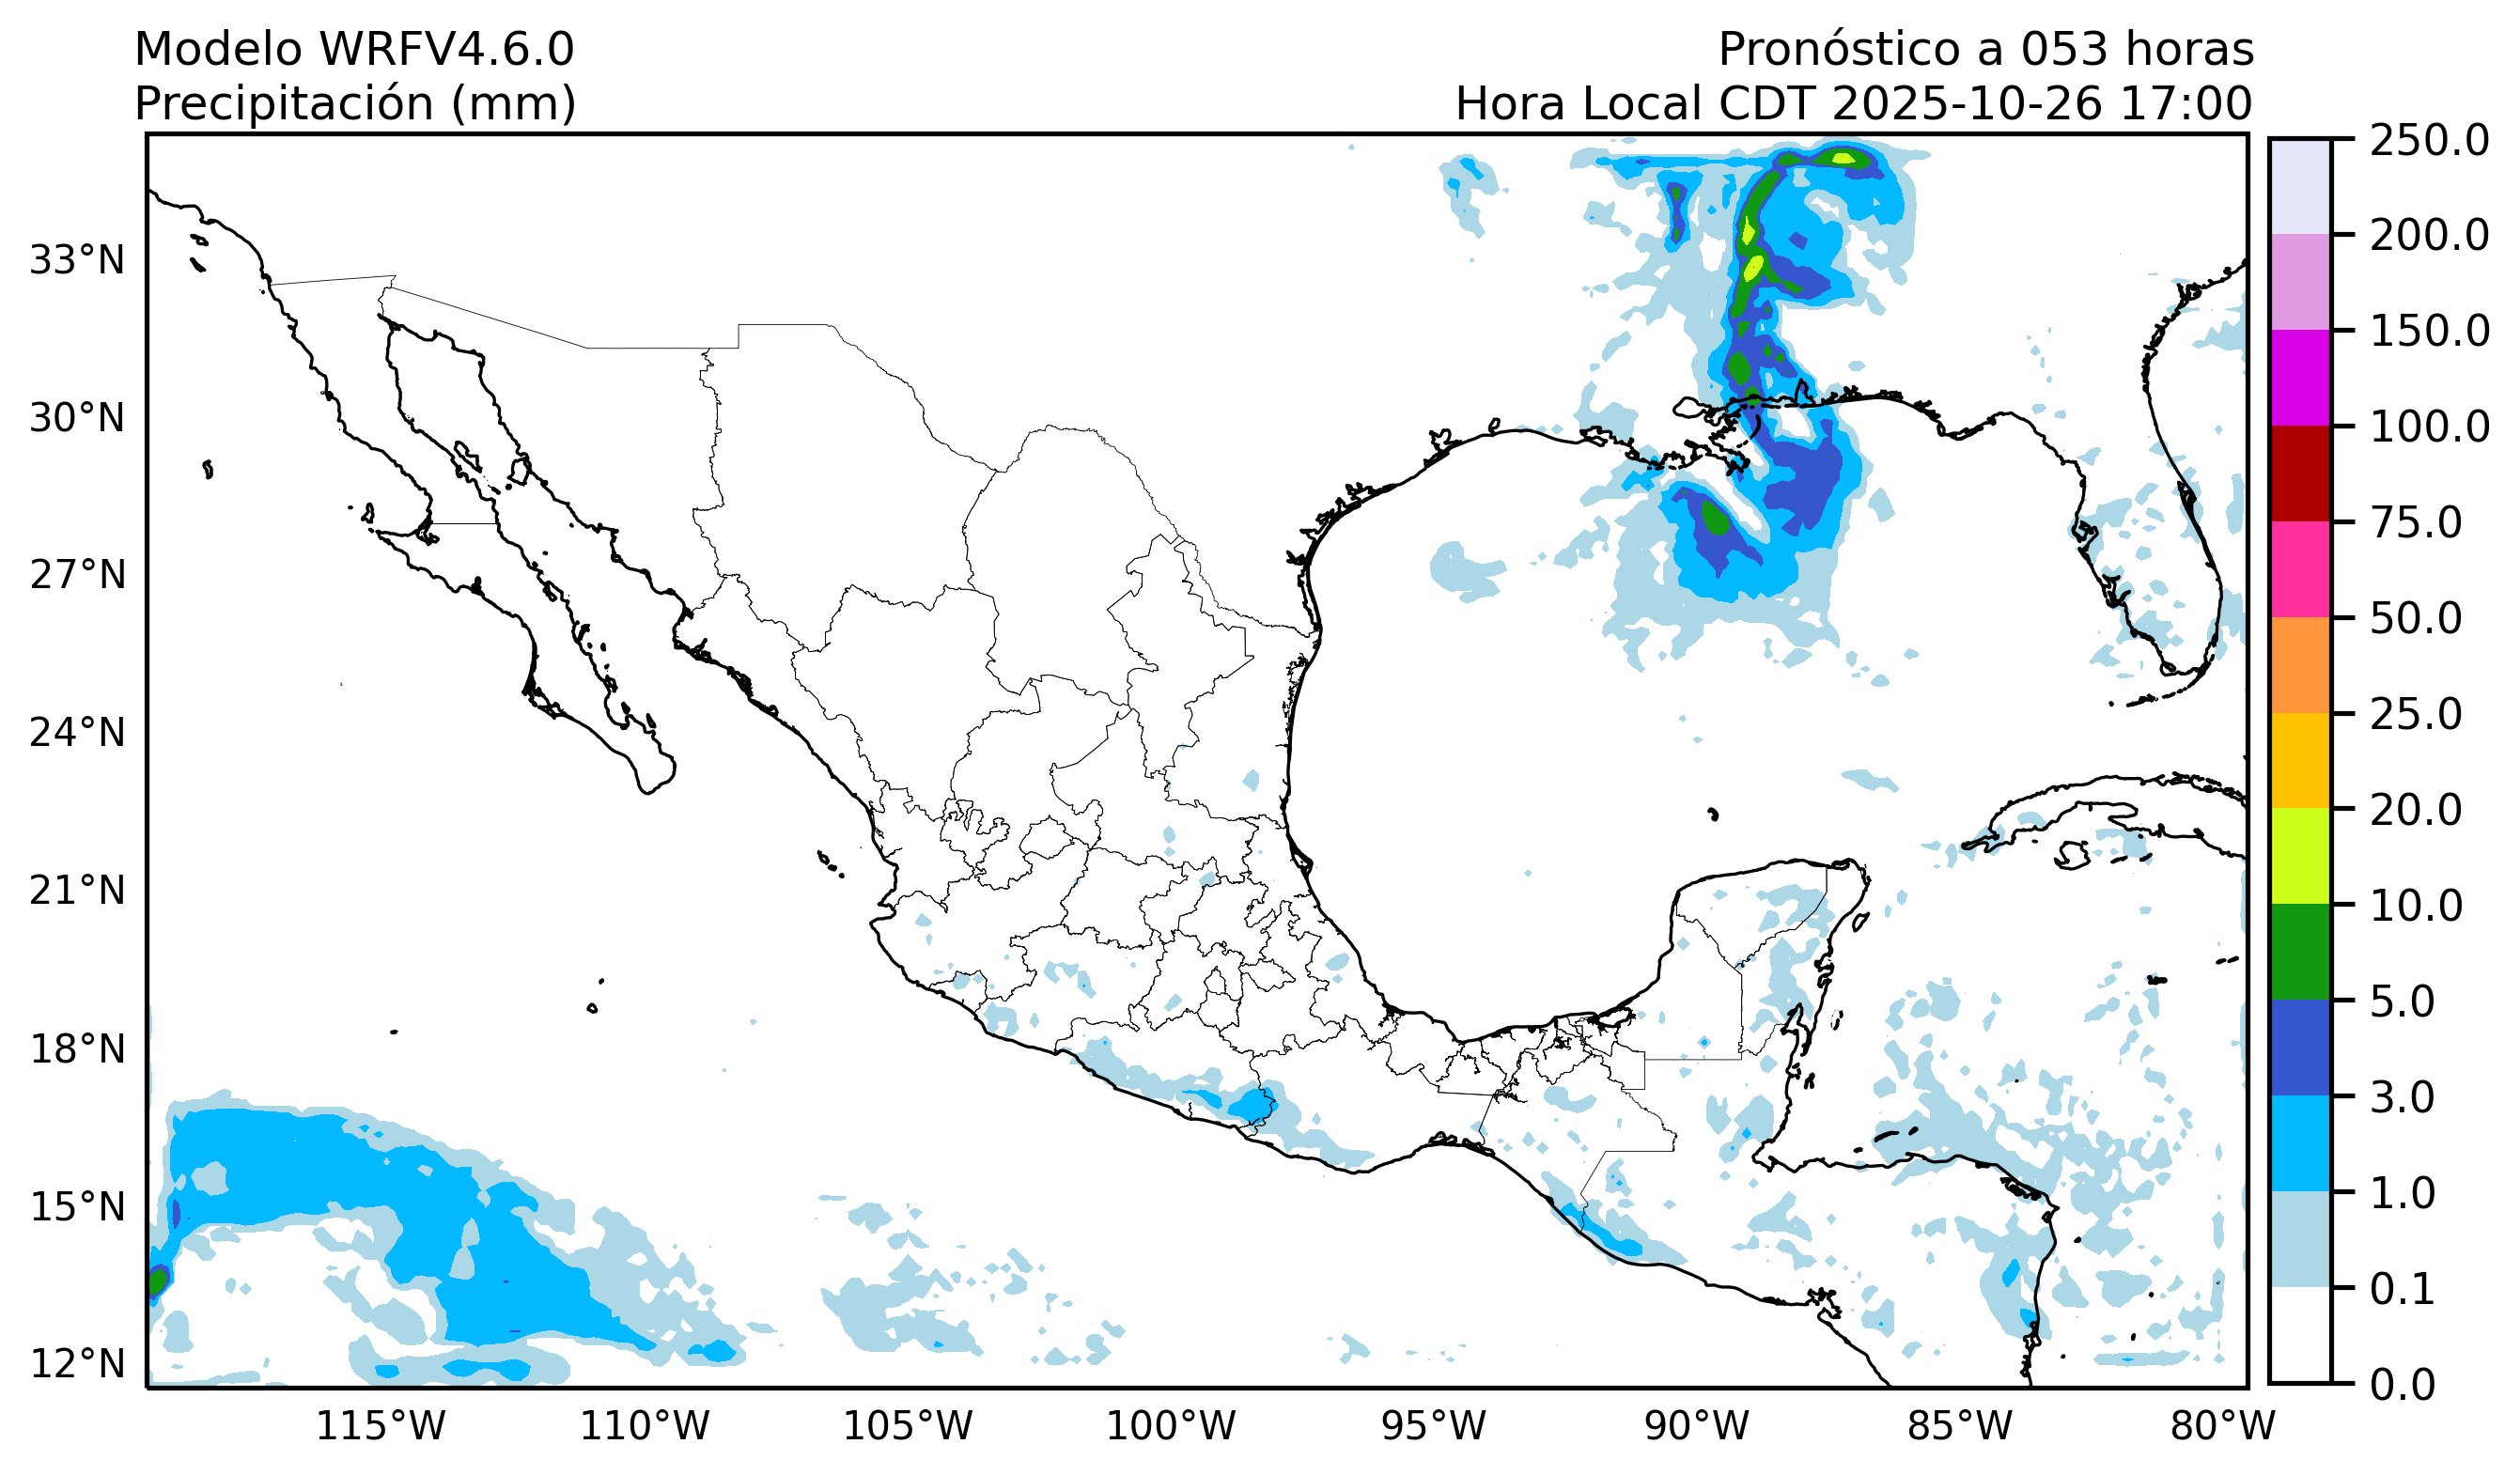 Modelo WRFV4.6.0
Precipitación (mm)
Pronóstico a 053 horas
Hora Local CDT 2025-10-26 17:00
33°N
30°N
27°N
24°N
21°N
18°N
15°N
12°N
115°W
110°W
105°W
100°W
95°W
90°W
85°W
80°W
250.0
200.0
150.0
100.0
75.0
50.0
25.0
20.0
10.0
5.0
3.0
1.0
0.1
0.0